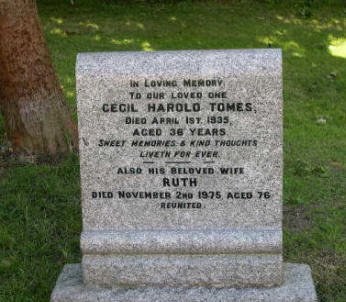 IN LOVING MEMORY
TO OUR LOVED ONE
CECIL HAROLD TOMES,
DIED APRIL 1ST, 1935,
AGED 36 YEARS
SWEET MEMORIES & KIND THOUGHTS
LIVETH FOR EVER.
ALSO HIS BELOVED WIFE
RUTH
DIED NOVEMBER 2ND 1975, AGED 76
REUNITED.